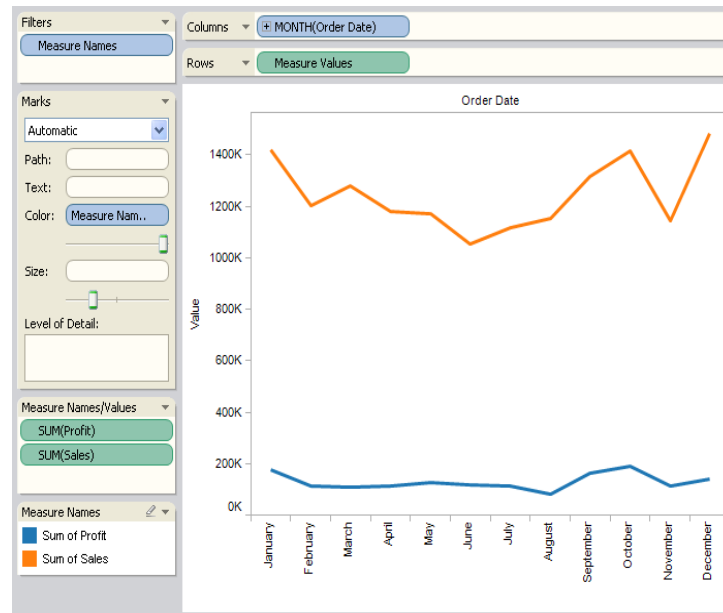 Filters
Measure Names
Marks
Automatic
Path:
Text:
Color: Measure Nam..
Size:
Level of Detail:
Measure Names/Values
SUM(Profit)
SUM(Sales)
Measure Names
Sum of Profit
Sum of Sales
Columns MONTH(Order Date)
Rows Measure Values
Order Date
Value
1400K
1200K
1000K
800K
600K
400K
200K
0K
January
February
March
April
May
June
July
August
September
October
November
December